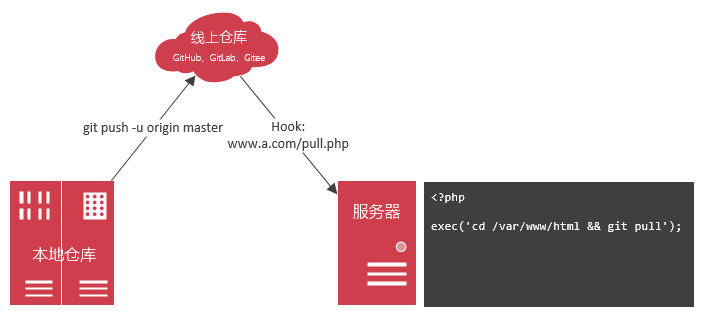 线上仓库
GitHub、GitLab、Gitee
git push -u origin master
Hook:
www.a.com/pull.php
本地仓库
服务器
<?php
exec('cd /var/www/html && git pull');